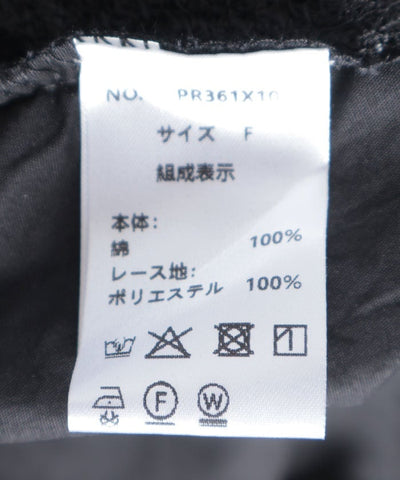 NO. PR361X10
サイズ F
組成表示
本体:
綿 100%
レース地:
ポリエステル 100%
F W